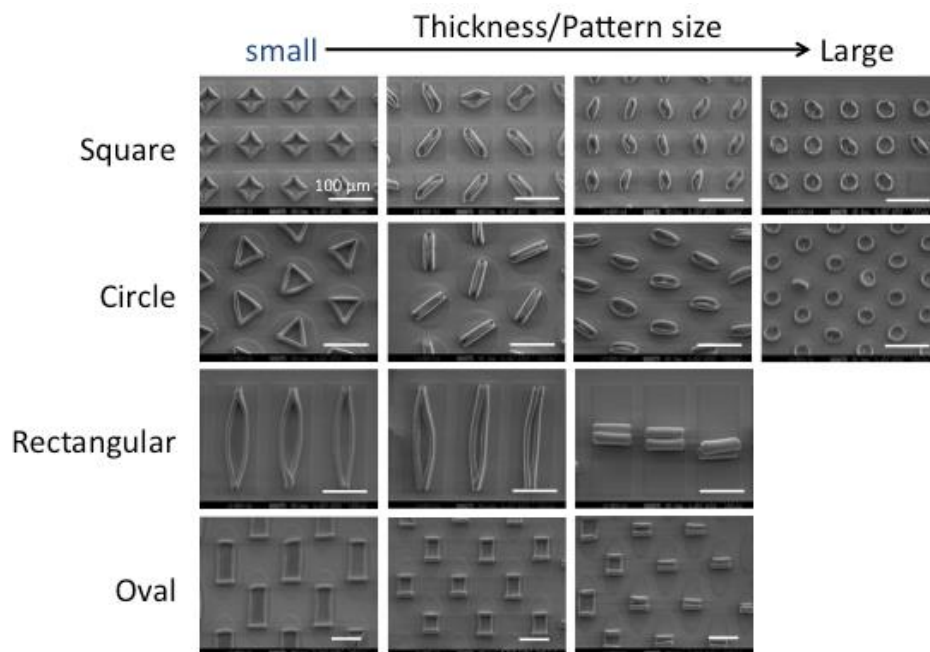 Thickness/Pattern size
small
Large
Square
100 μm
Circle
Rectangular
Oval